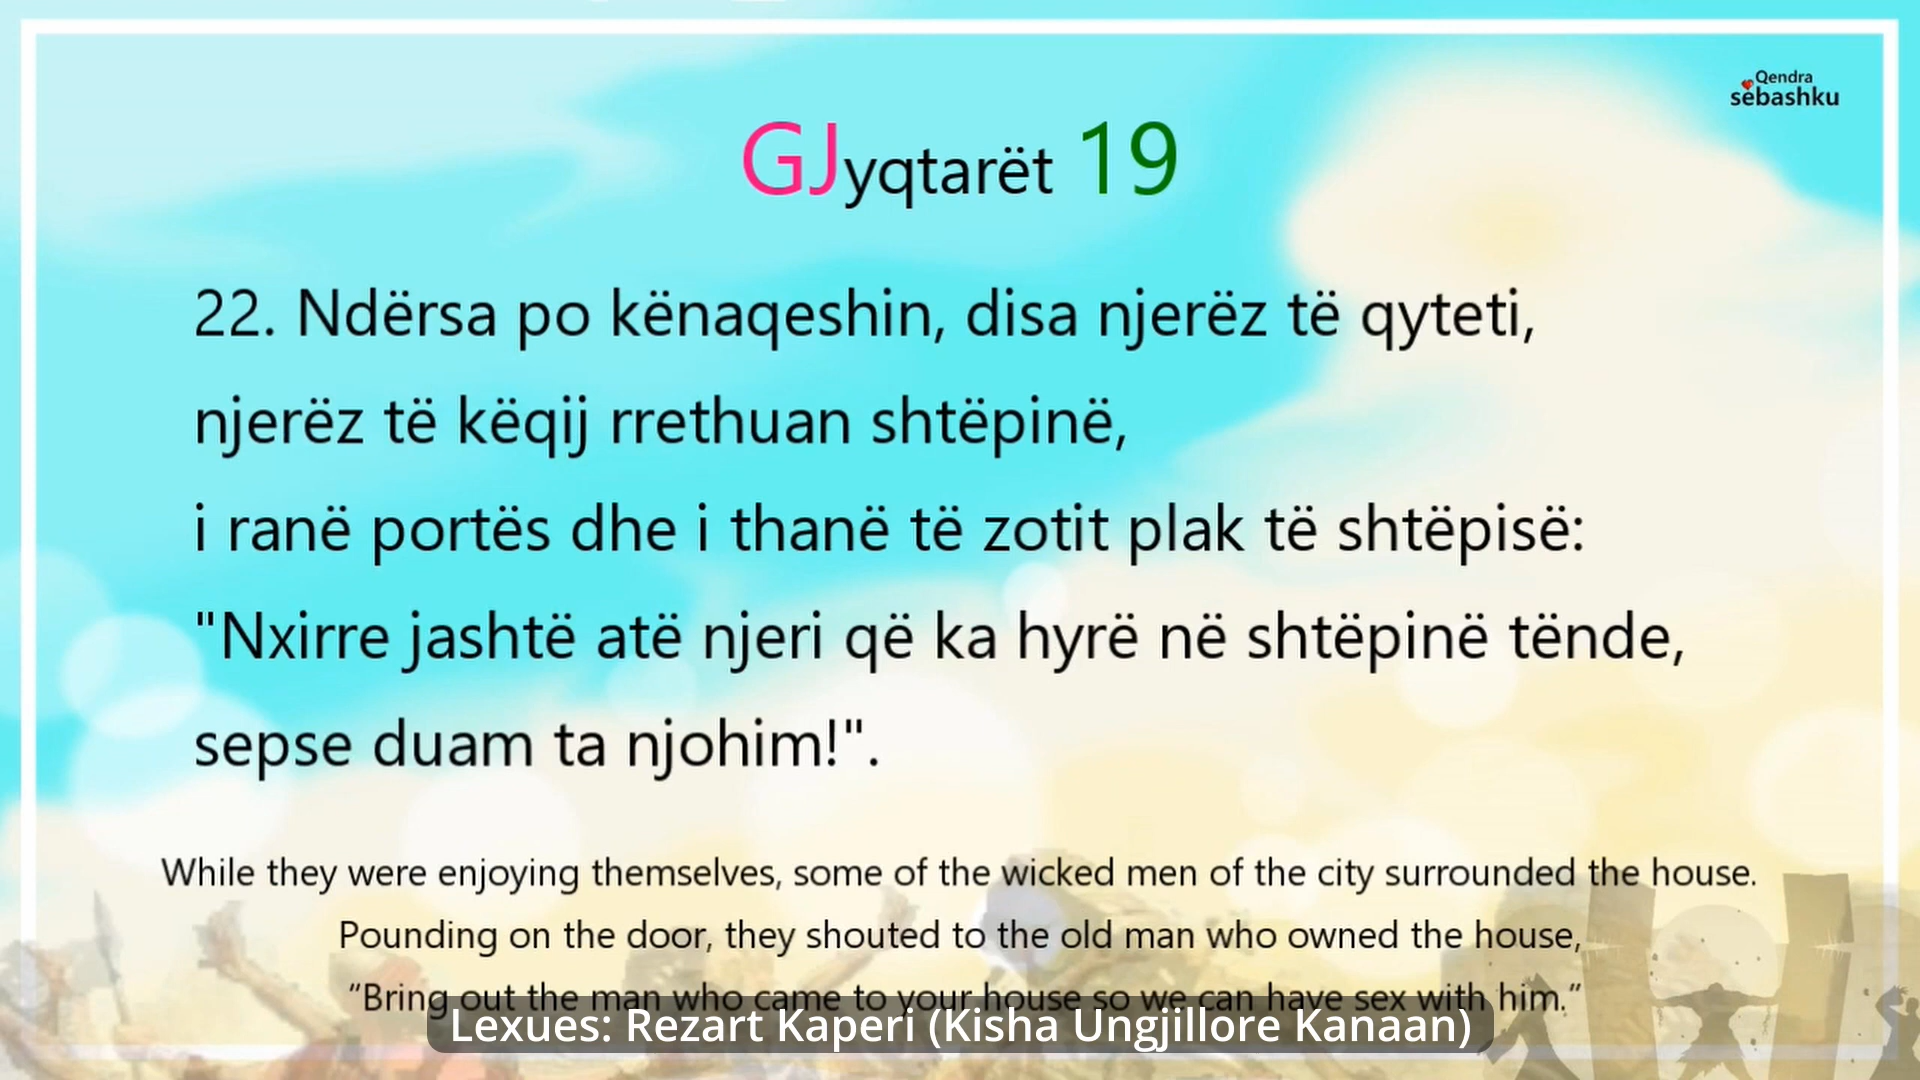 Qendra
sëbashku
GJyqtarët 19
22. Ndërsa po kënaqeshin, disa njerëz të qyteti,
njerëz të këqij rrethuan shtëpinë,
i ranë portës dhe i thanë të zotit plak të shtëpisë:
"Nxirre jashtë atë njeri që ka hyrë në shtëpinë tënde,
sepse duam ta njohim!".
While they were enjoying themselves, some of the wicked men of the city surrounded the house.
Pounding on the door, they shouted to the old man who owned the house,
“Bring out the man who came to your house so we can have sex with him.”
Lexues: Rezart Kaperi (Kisha Ungjillore Kanaan)